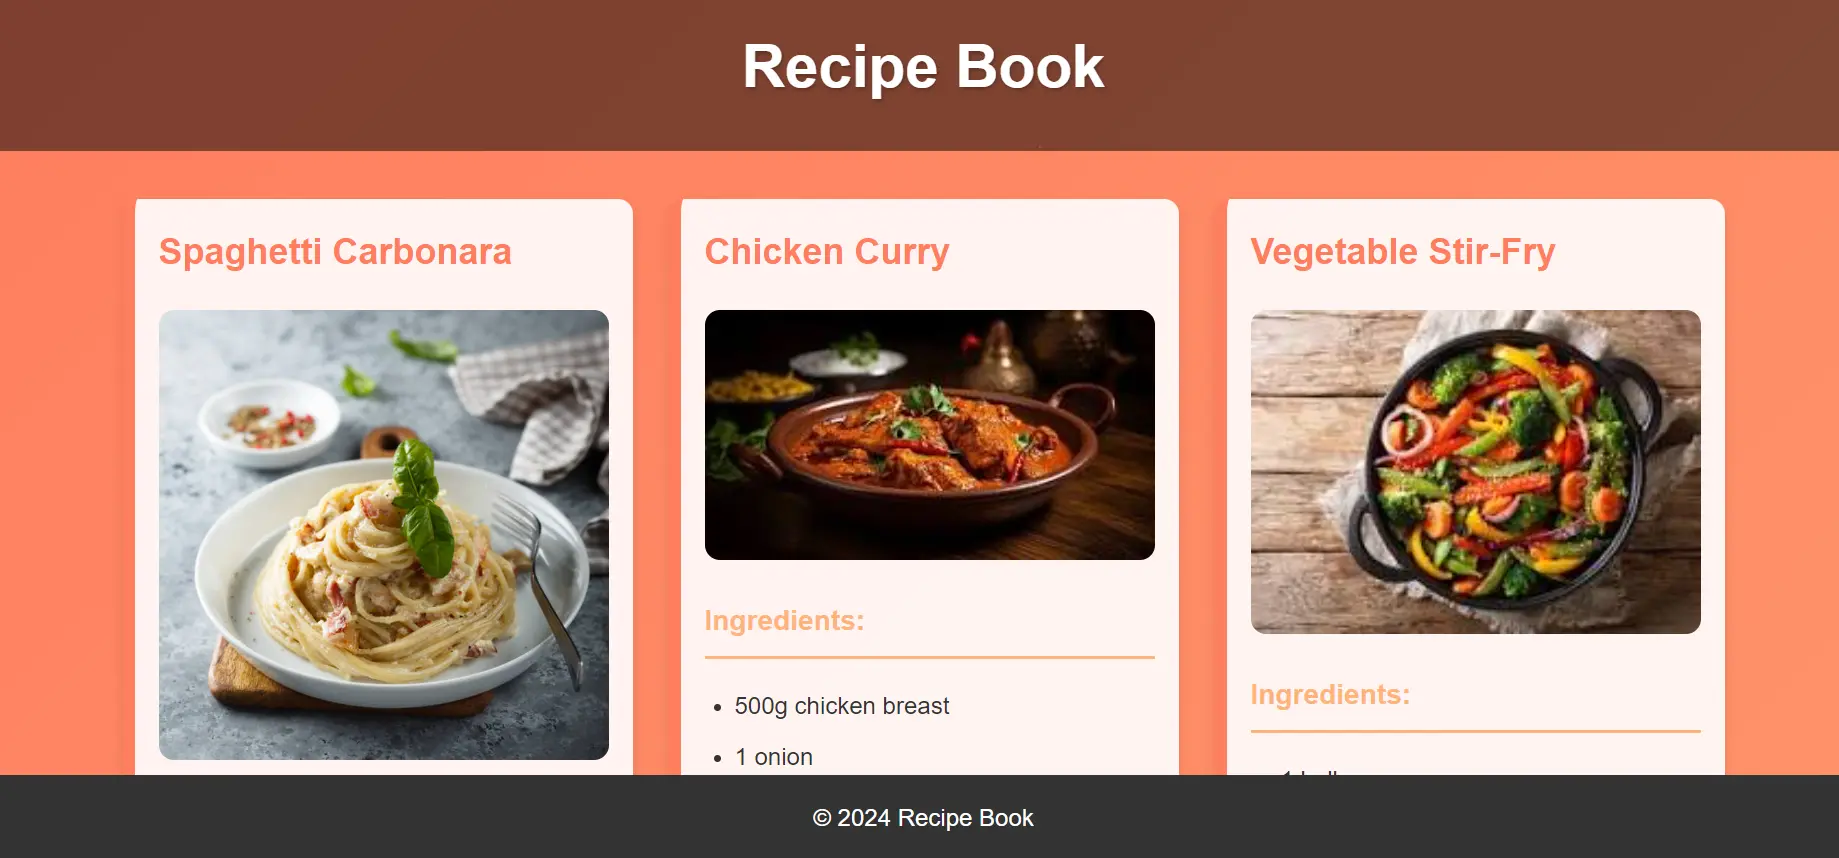 Recipe Book
Spaghetti Carbonara
Chicken Curry
Ingredients:
500g chicken breast
1 onion
Vegetable Stir-Fry
Ingredients:
© 2024 Recipe Book